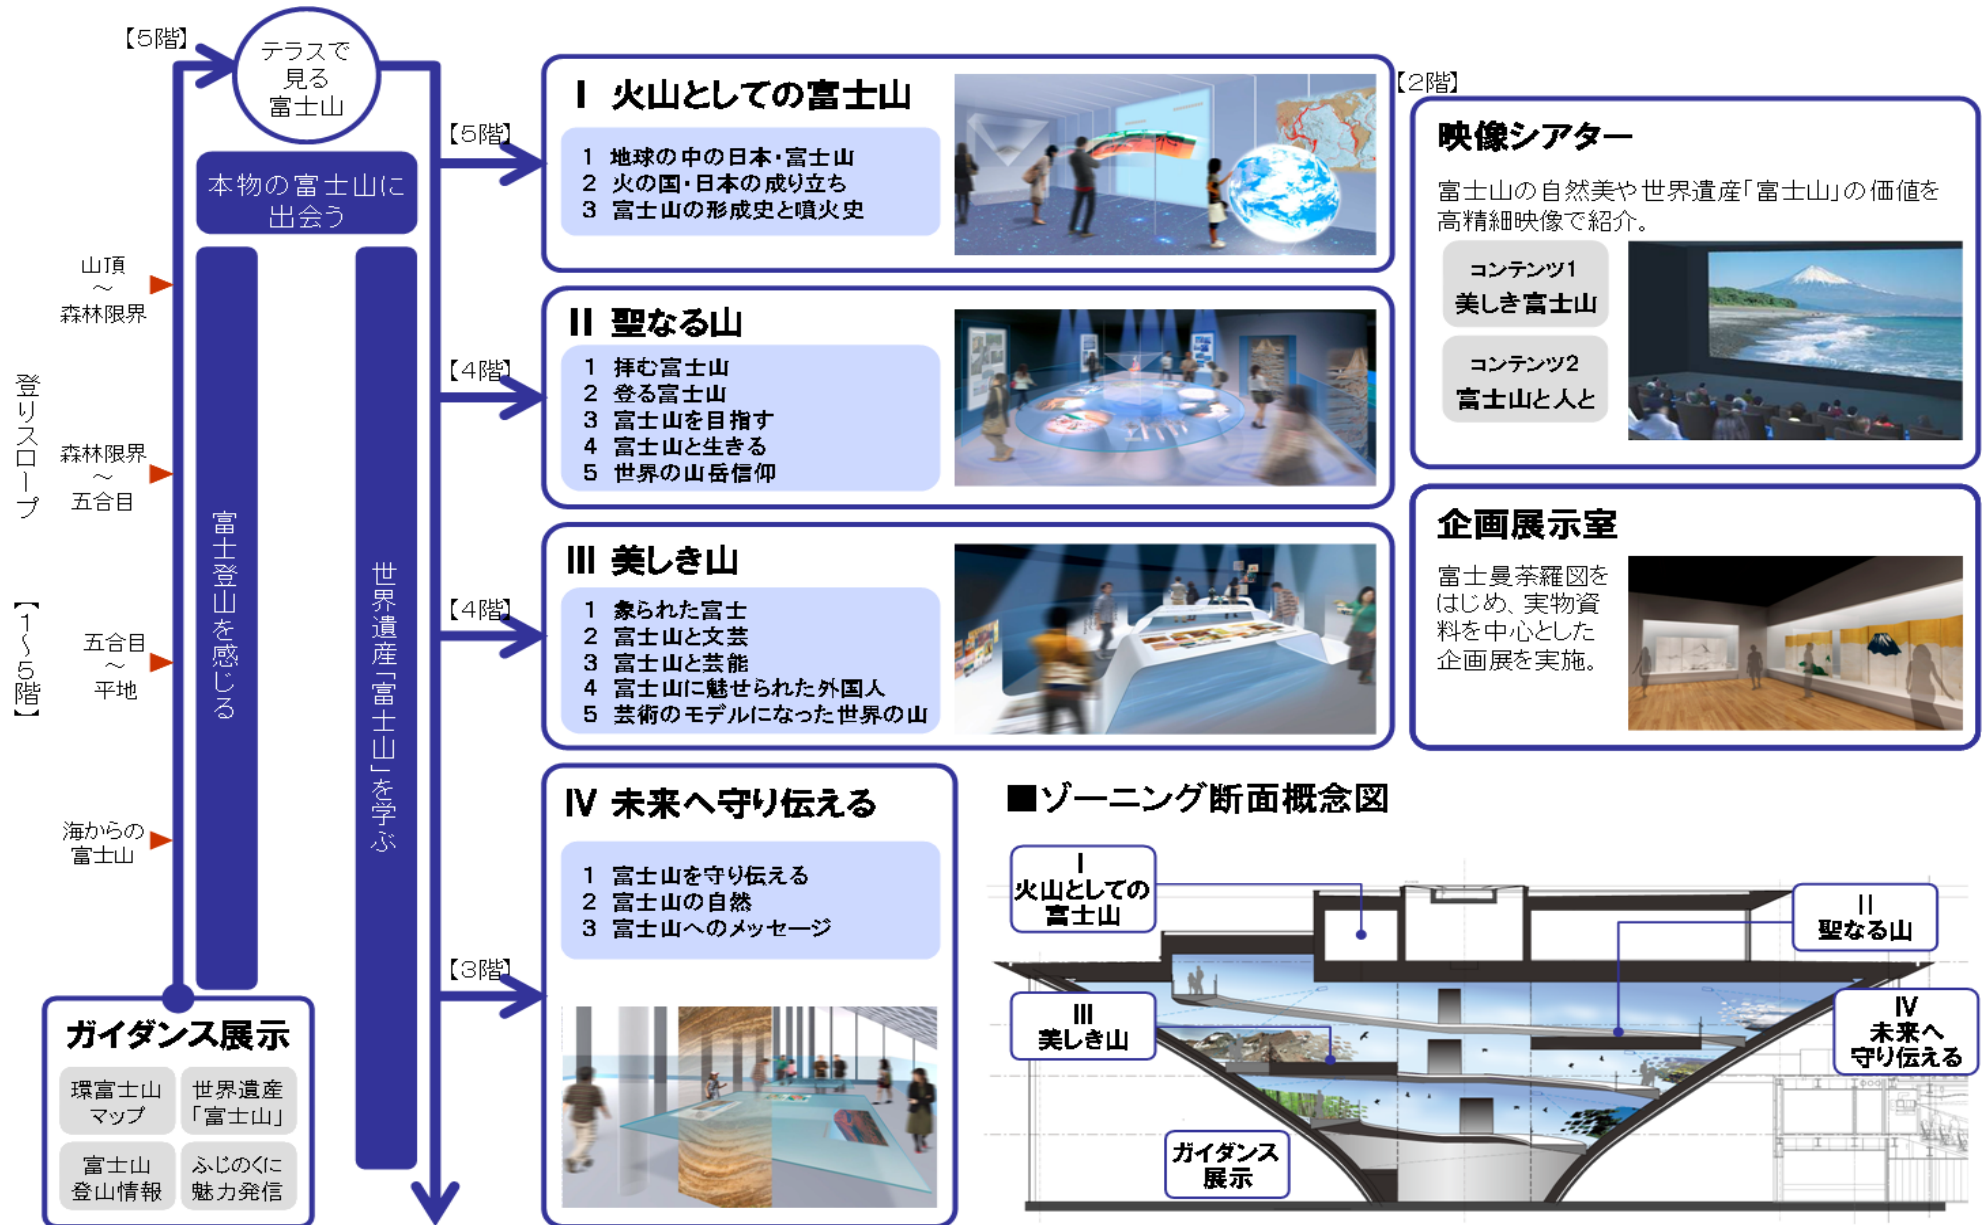 【5階】
テラスで
見る
富士山
本物の富士山に
出会う
山頂
～
森林限界
登りスロープ
【1～5階】
森林限界
～
五合目
五合目
～
平地
海からの
富士山
富士登山を感じる
世界遺産「富士山」を学ぶ
ガイダンス展示
環富士山
マップ
世界遺産
「富士山」
富士山
登山情報
ふじのくに
魅力発信
【5階】
Ⅰ 火山としての富士山
1 地球の中の日本・富士山
2 火の国・日本の成り立ち
3 富士山の形成史と噴火史
【4階】
Ⅱ 聖なる山
1 拝む富士山
2 登る富士山
3 富士山を目指す
4 富士山と生きる
5 世界の山岳信仰
【4階】
Ⅲ 美しき山
1 象られた富士
2 富士山と文芸
3 富士山と芸能
4 富士山に魅せられた外国人
5 芸術のモデルになった世界の山
【3階】
Ⅳ 未来へ守り伝える
1 富士山を守り伝える
2 富士山の自然
3 富士山へのメッセージ
【2階】
映像シアター
富士山の自然美や世界遺産「富士山」の価値を
高精細映像で紹介。
コンテンツ1
美しき富士山
コンテンツ2
富士山と人と
企画展示室
富士曼荼羅図を
はじめ、実物資
料を中心とした
企画展を実施。
■ゾーニング断面概念図
Ⅰ
火山としての
富士山
Ⅱ
聖なる山
Ⅲ
美しき山
Ⅳ
未来へ
守り伝える
ガイダンス
展示